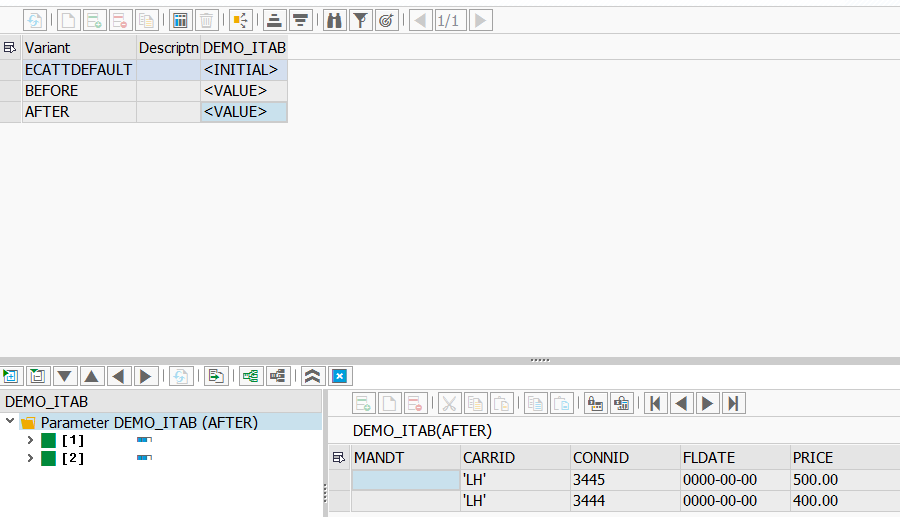 1/1
Variant Descriptn DEMO_ITAB
ECATTDEFAULT <INITIAL>
BEFORE <VALUE>
AFTER <VALUE>
DEMO_ITAB
Parameter DEMO_ITAB (AFTER)
[1]
[2]
DEMO_ITAB(AFTER)
MANDT CARRID CONNID FLDATE PRICE
'LH' 3445 0000-00-00 500.00
'LH' 3444 0000-00-00 400.00